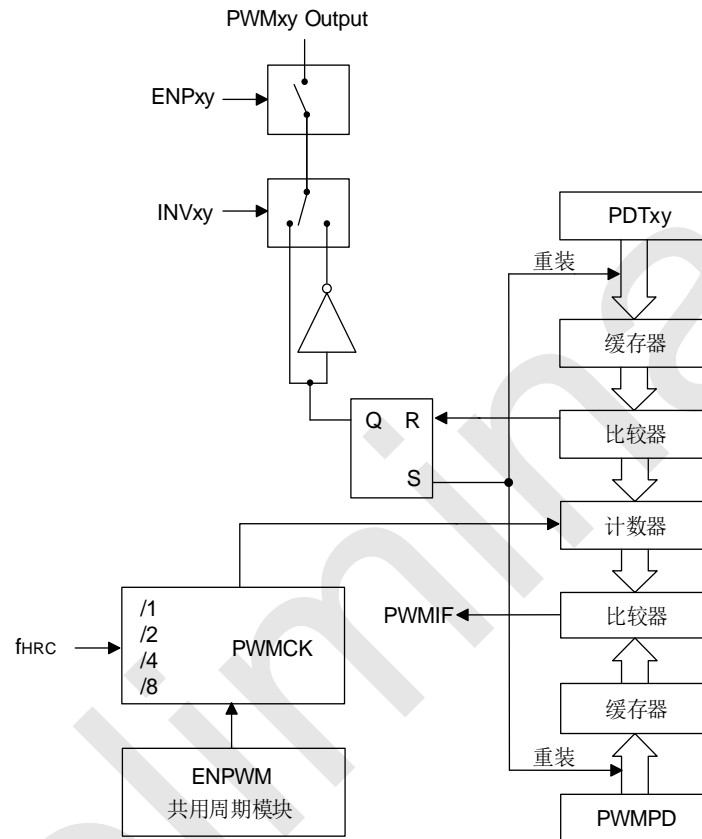 PWMxy Output
ENPxy
INVxy
PDTxy
重装
缓存器
Q R
S
比较器
计数器
/1
/2
/4
/8
PWMCK
fHRC
PWMIF
比较器
缓存器
ENPWM
共用周期模块
重装
PWMPD